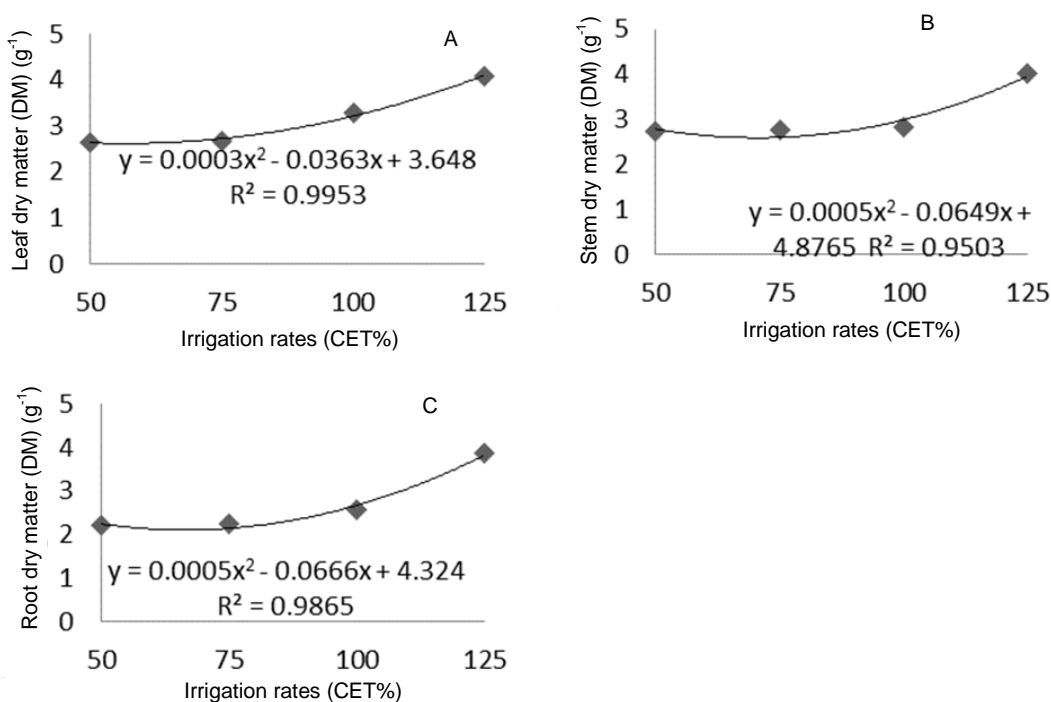 A
Leaf dry matter (DM) (g⁻¹)
5
4
3
2
1
0
y = 0.0003x² - 0.0363x + 3.648
R² = 0.9953
50 75 100 125
Irrigation rates (CET%)
B
Stem dry matter (DM) (g⁻¹)
5
4
3
2
1
0
y = 0.0005x² - 0.0649x +
4.8765 R² = 0.9503
50 75 100 125
Irrigation rates (CET%)
C
Root dry matter (DM) (g⁻¹)
5
4
3
2
1
0
y = 0.0005x² - 0.0666x + 4.324
R² = 0.9865
50 75 100 125
Irrigation rates (CET%)